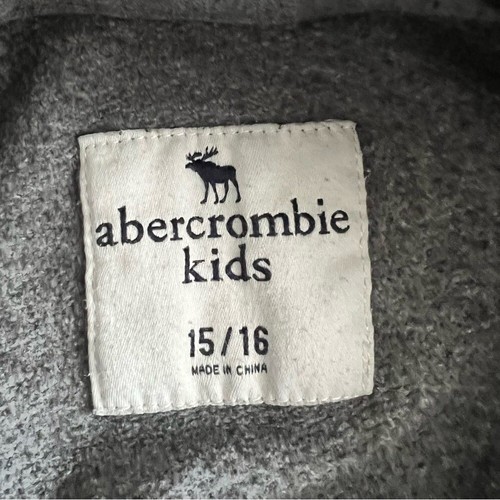 abercrombie
kids
15/16
MADE IN CHINA